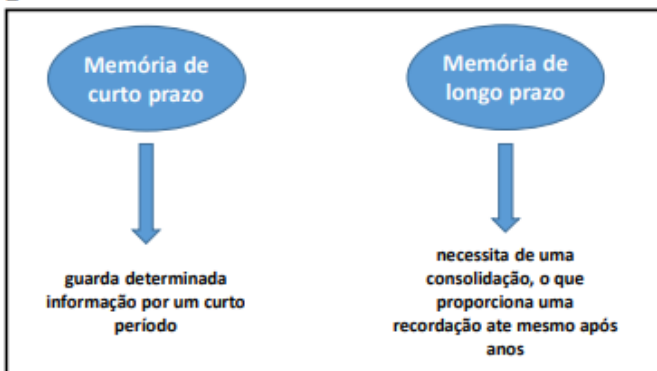 Memória de
curto prazo
guarda determinada
informação por um curto
período
Memória de
longo prazo
necessita de uma
consolidação, o que
proporciona uma
recordação ate mesmo após
anos